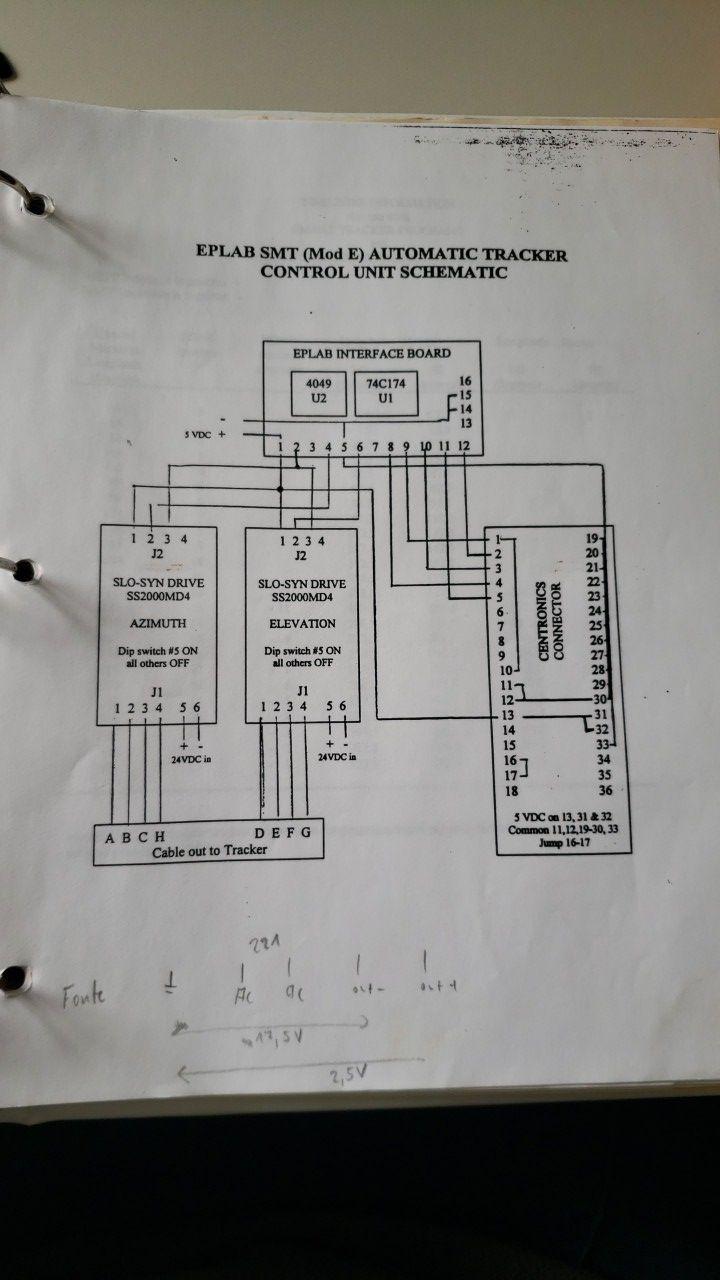 EPLAB SMT (Mod E) AUTOMATIC TRACKER
CONTROL UNIT SCHEMATIC
EPLAB INTERFACE BOARD
4049
U2
74C174
U1
16
15
14
13
-
5 VDC +
1 2 3 4 5 6 7 8 9 10 11 12
1 2 3 4
J2
SLO-SYN DRIVE
SS2000MD4
AZIMUTH
Dip switch #5 ON
all others OFF
J1
1 2 3 4 5 6
+ -
24VDC in
1 2 3 4
J2
SLO-SYN DRIVE
SS2000MD4
ELEVATION
Dip switch #5 ON
all others OFF
J1
1 2 3 4 5 6
+ -
24VDC in
A B C H D E F G
Cable out to Tracker
CENTRONICS
CONNECTOR
1 19
2 20
3 21
4 22
5 23
6 24
7 25
8 26
9 27
10 28
11 29
12 30
13 31
14 32
15 33
16 34
17 35
18 36
5 VDC on 13, 31 & 32
Common 11,12,19-30, 33
Jump 16-17
Fonte
AC ac out- out+
17,5V
2,5V